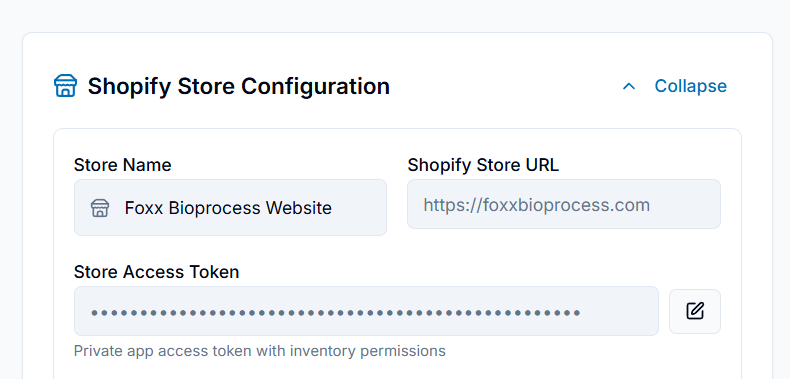 Shopify Store Configuration
Collapse
Store Name
Shopify Store URL
Foxx Bioprocess Website
https://foxxbioprocess.com
Store Access Token
••••••••••••••••••••••••••••••••••••••••••••••••••
Private app access token with inventory permissions